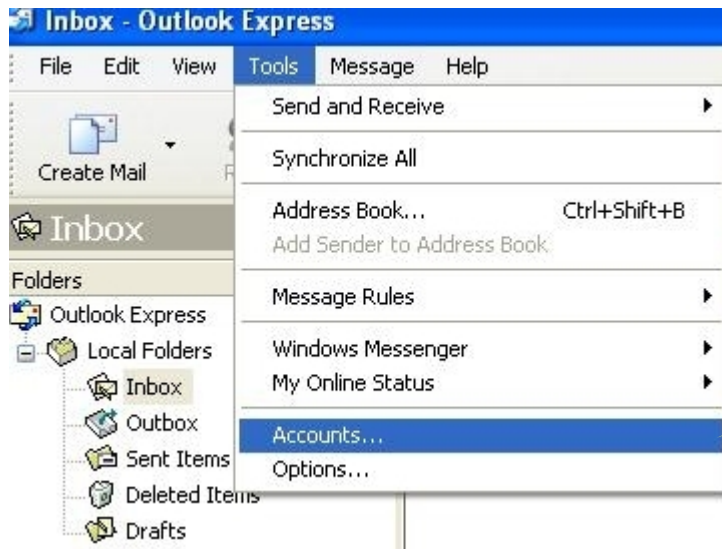 Inbox - Outlook Express
File Edit View Tools Message Help
Create Mail
Inbox
Folders
Outlook Express
Local Folders
Inbox
Outbox
Sent Items
Deleted Items
Drafts
Send and Receive
Synchronize All
Address Book... Ctrl+Shift+B
Add Sender to Address Book
Message Rules
Windows Messenger
My Online Status
Accounts...
Options...